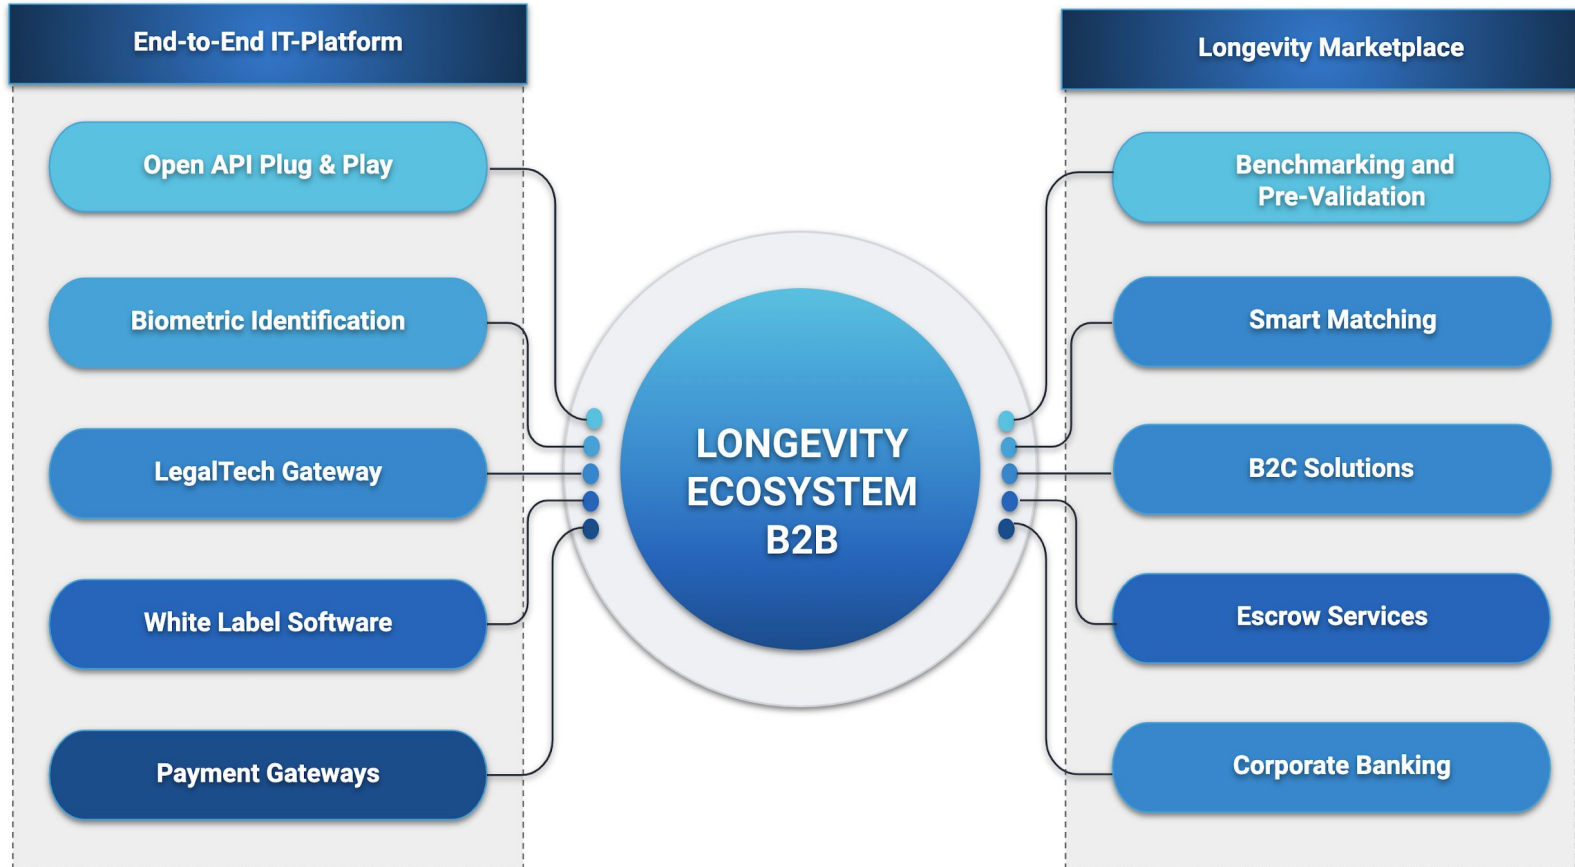 End-to-End IT-Platform
Open API Plug & Play
Biometric Identification
LegalTech Gateway
White Label Software
Payment Gateways
LONGEVITY
ECOSYSTEM
B2B
Longevity Marketplace
Benchmarking and
Pre-Validation
Smart Matching
B2C Solutions
Escrow Services
Corporate Banking